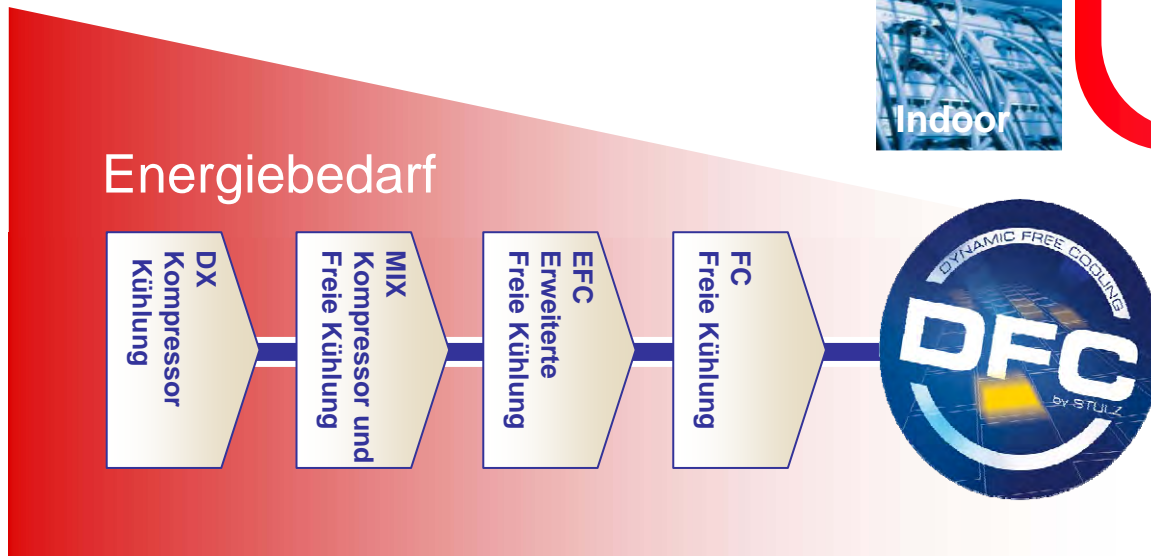 Indoor
Energiebedarf
DX
Kompressor
Kühlung
MIX
Kompressor und
Freie Kühlung
EFC
Erweiterte
Freie Kühlung
FC
Freie Kühlung
DYNAMIC FREE COOLING
DFC
by STULZ